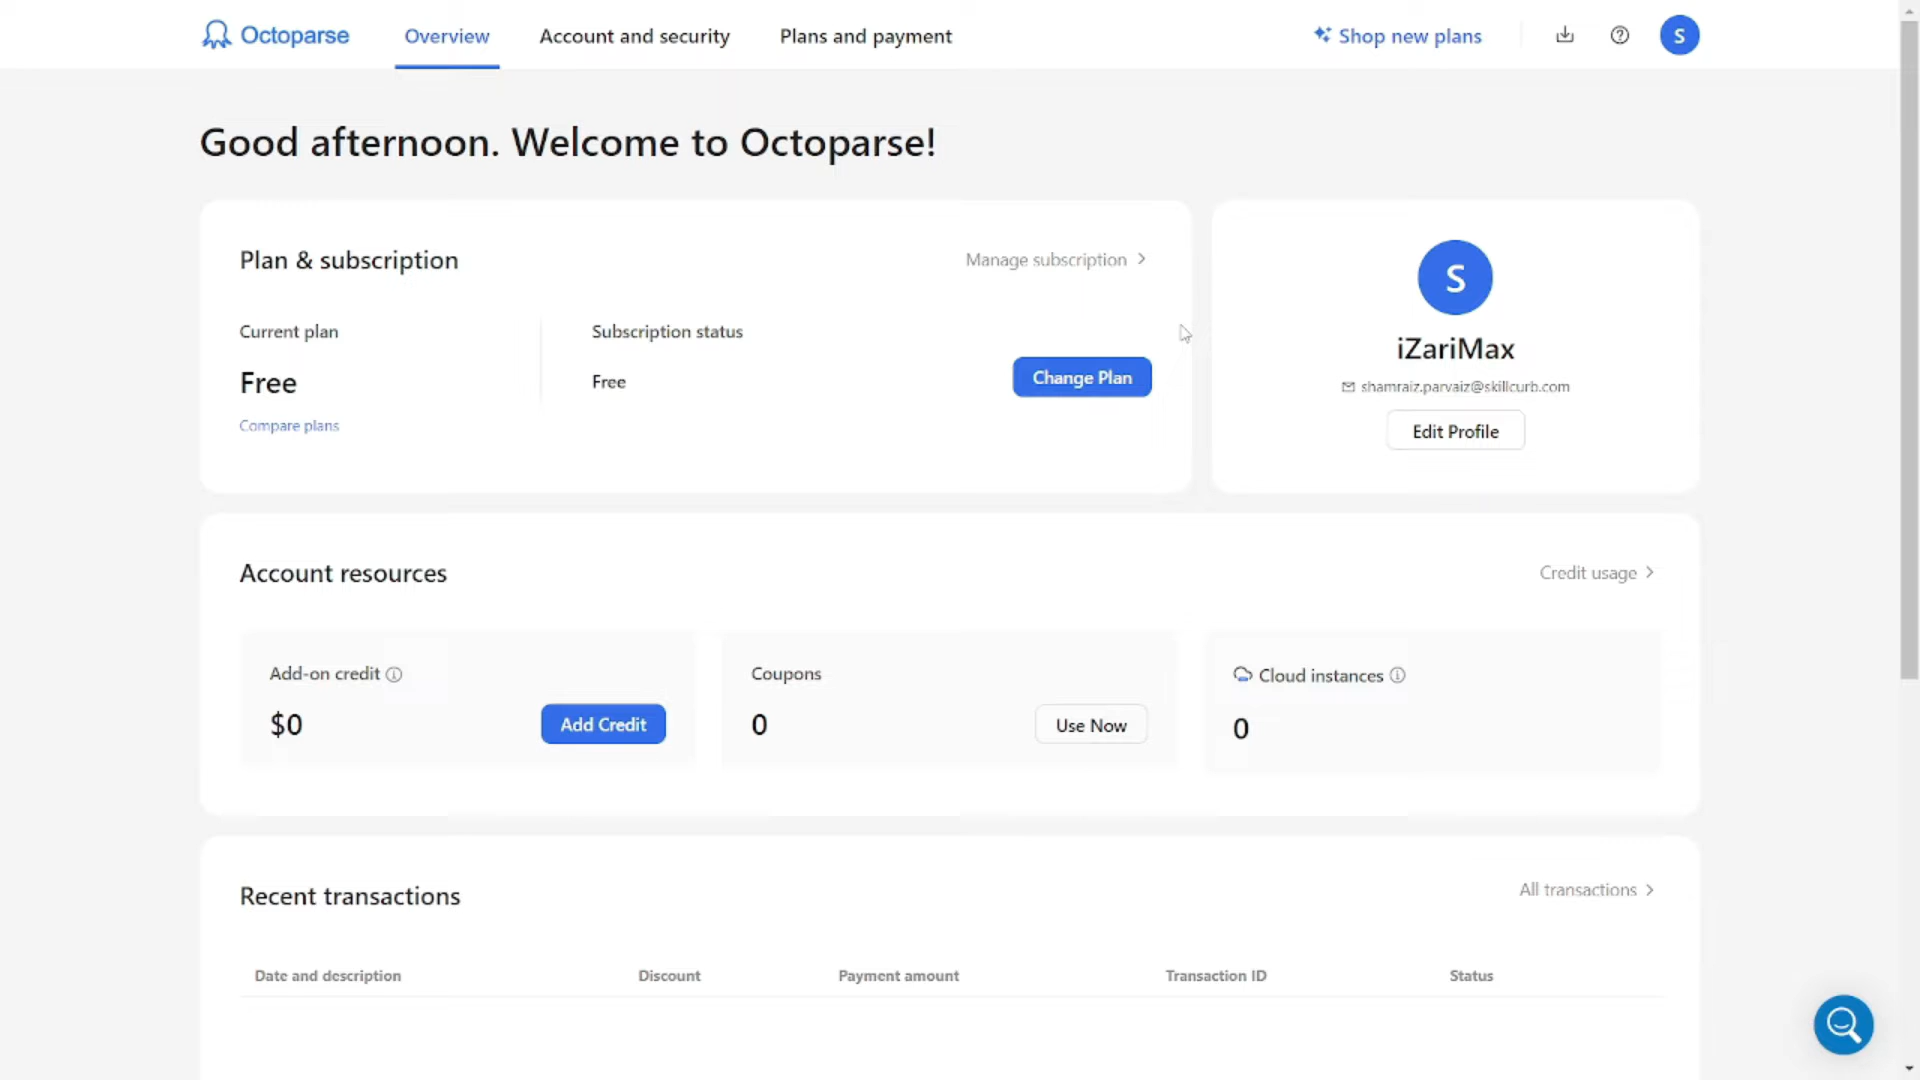 Octoparse
Overview
Account and security
Plans and payment
Shop new plans
S
Good afternoon. Welcome to Octoparse!
Plan & subscription
Manage subscription
Current plan
Subscription status
Free
Free
Change Plan
Compare plans
S
iZariMax
shamraiz.parvaiz@skillcurb.com
Edit Profile
Account resources
Credit usage
Add-on credit
$0
Add Credit
Coupons
0
Use Now
Cloud instances
0
Recent transactions
All transactions
Date and description
Discount
Payment amount
Transaction ID
Status